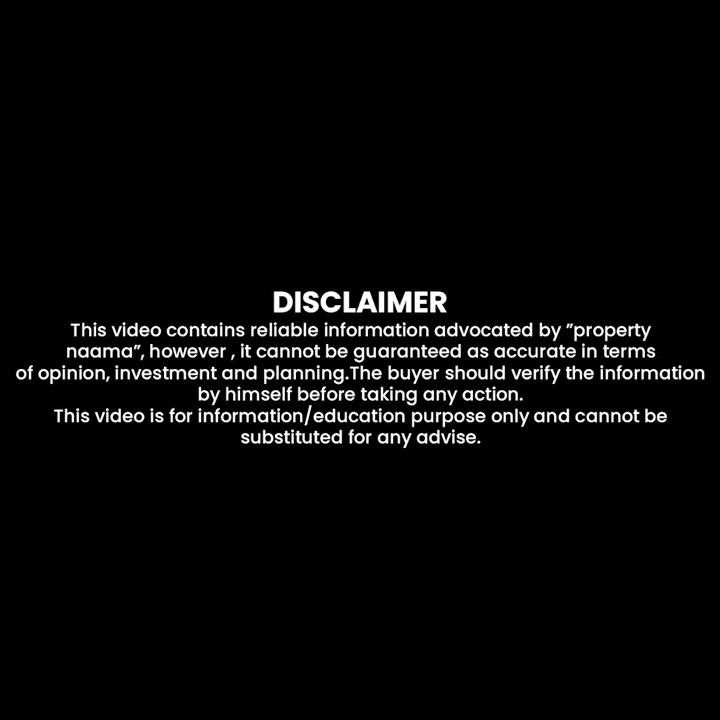 DISCLAIMER
This video contains reliable information advocated by ”property
naama”, however , it cannot be guaranteed as accurate in terms
of opinion, investment and planning.The buyer should verify the information
by himself before taking any action.
This video is for information/education purpose only and cannot be
substituted for any advise.